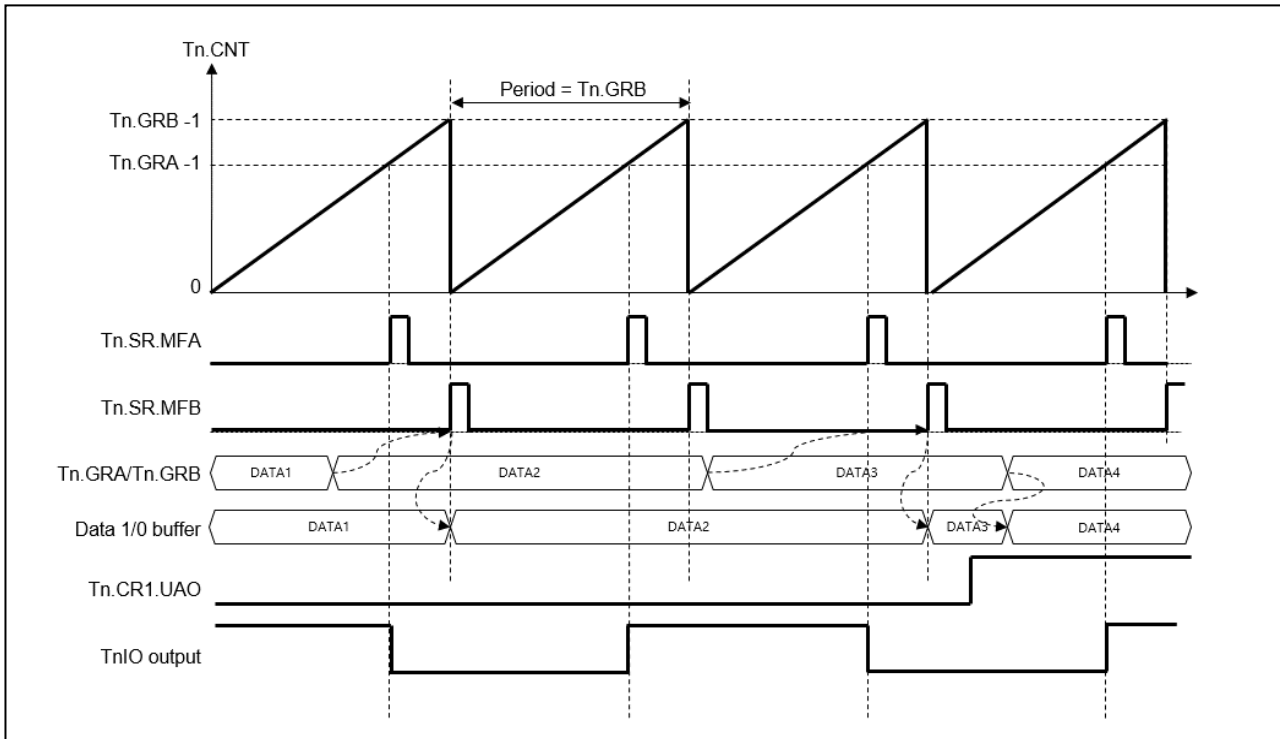 Tn.CNT
Period = Tn.GRB
Tn.GRB -1
Tn.GRA -1
0
Tn.SR.MFA
Tn.SR.MFB
Tn.GRA/Tn.GRB DATA1 DATA2 DATA3 DATA4
Data 1/0 buffer DATA1 DATA2 DATA3 DATA4
Tn.CR1.UAO
TnIO output